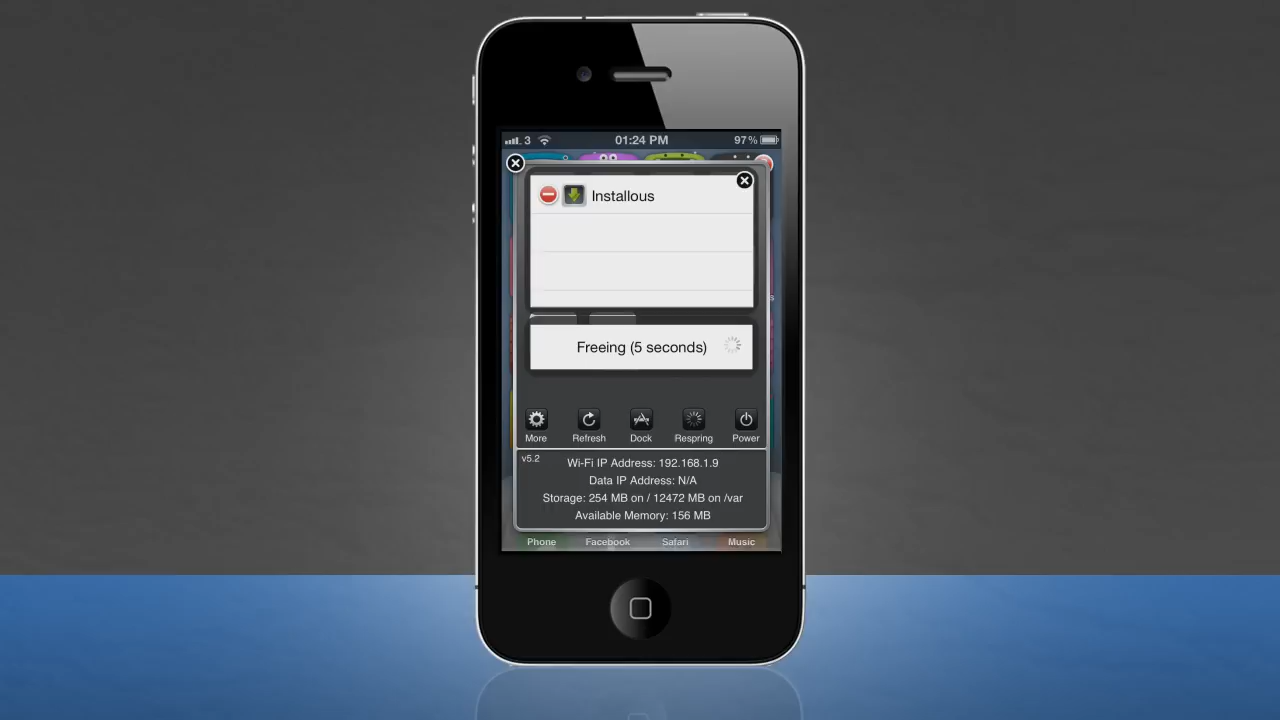 3 01:24 PM 97%
Installous
Freeing (5 seconds)
More Refresh Dock Respring Power
v5.2
Wi-Fi IP Address: 192.168.1.9
Data IP Address: N/A
Storage: 254 MB on / 12472 MB on /var
Available Memory: 156 MB
Phone Facebook Safari Music